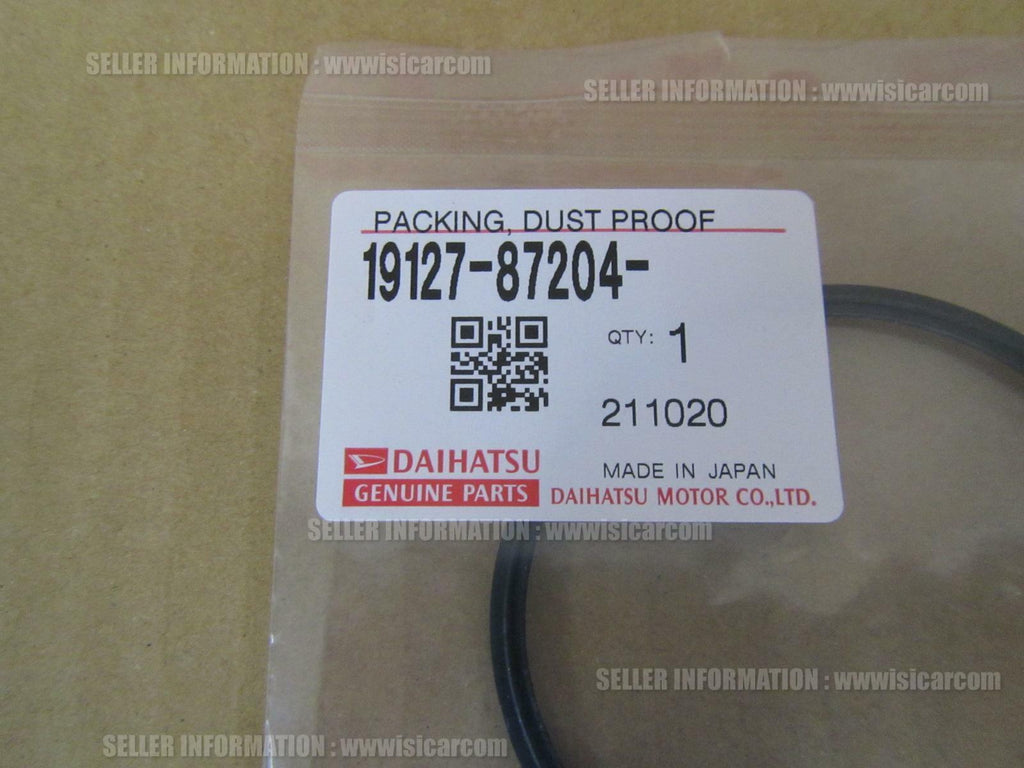 SELLER INFORMATION : wwwisicarcom
SELLER INFORMATION : wwwisicarcom
PACKING, DUST PROOF
19127-87204-
QTY: 1
211020
DAIHATSU
GENUINE PARTS
MADE IN JAPAN
DAIHATSU MOTOR CO.,LTD.
SELLER INFORMATION : wwwisicarcom
SELLER INFORMATION : wwwisicarcom
SELLER INFORMATION : wwwisicarcom